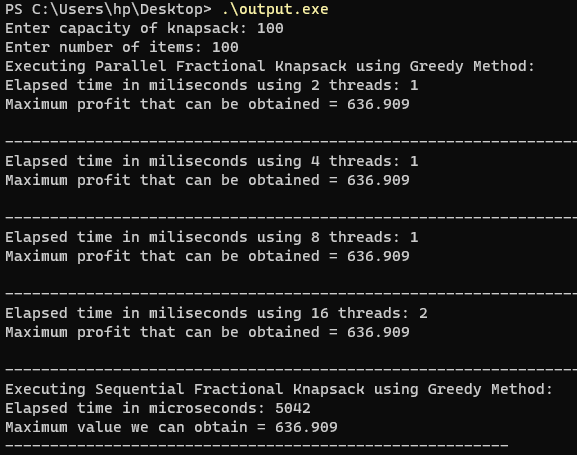 PS C:\Users\hp\Desktop> .\output.exe
Enter capacity of knapsack: 100
Enter number of items: 100
Executing Parallel Fractional Knapsack using Greedy Method:
Elapsed time in miliseconds using 2 threads: 1
Maximum profit that can be obtained = 636.909
----------------------------------------------------------------
Elapsed time in miliseconds using 4 threads: 1
Maximum profit that can be obtained = 636.909
----------------------------------------------------------------
Elapsed time in miliseconds using 8 threads: 1
Maximum profit that can be obtained = 636.909
----------------------------------------------------------------
Elapsed time in miliseconds using 16 threads: 2
Maximum profit that can be obtained = 636.909
----------------------------------------------------------------
Executing Sequential Fractional Knapsack using Greedy Method:
Elapsed time in microseconds: 5042
Maximum value we can obtain = 636.909
--------------------------------------------------------